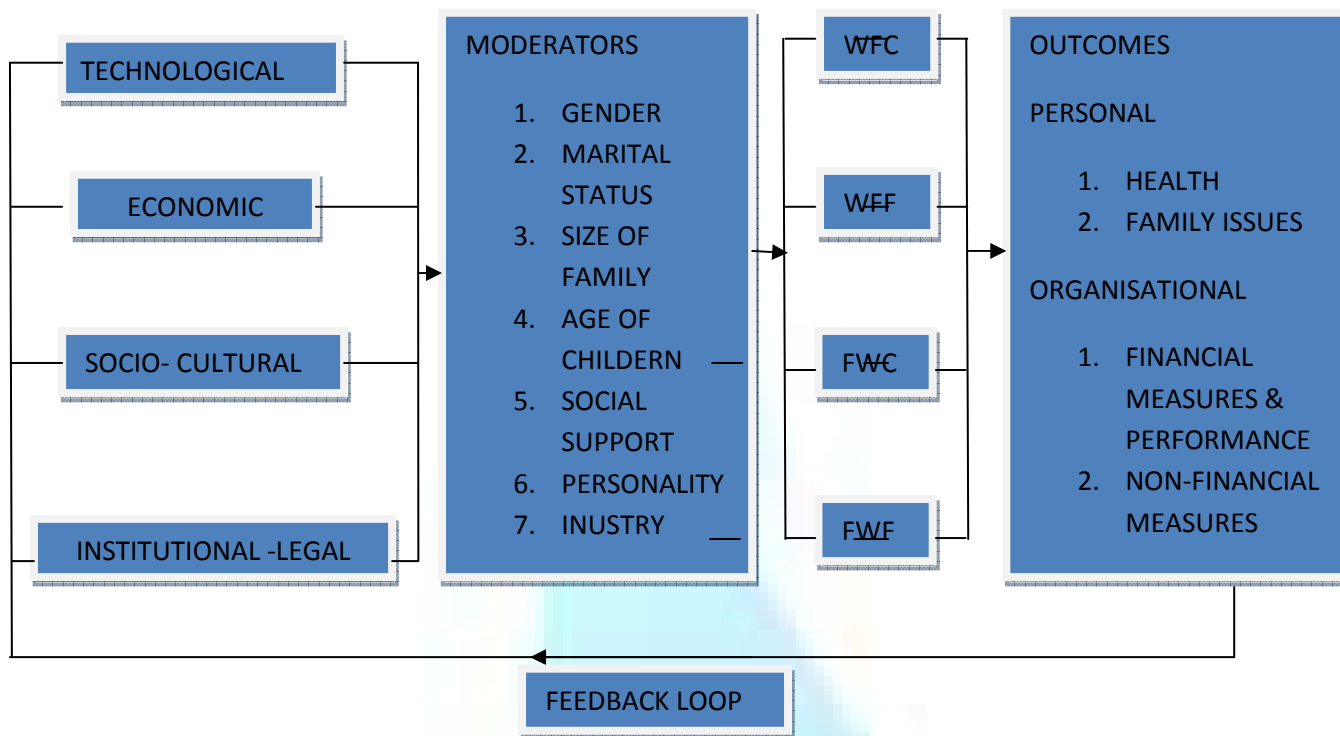 TECHNOLOGICAL
ECONOMIC
SOCIO- CULTURAL
INSTITUTIONAL -LEGAL
MODERATORS
1. GENDER
2. MARITAL
STATUS
3. SIZE OF
FAMILY
4. AGE OF
CHILDERN
5. SOCIAL
SUPPORT
6. PERSONALITY
7. INUSTRY
WFC
WFF
FWC
FWF
OUTCOMES
PERSONAL
1. HEALTH
2. FAMILY ISSUES
ORGANISATIONAL
1. FINANCIAL
MEASURES &
PERFORMANCE
2. NON-FINANCIAL
MEASURES
FEEDBACK LOOP